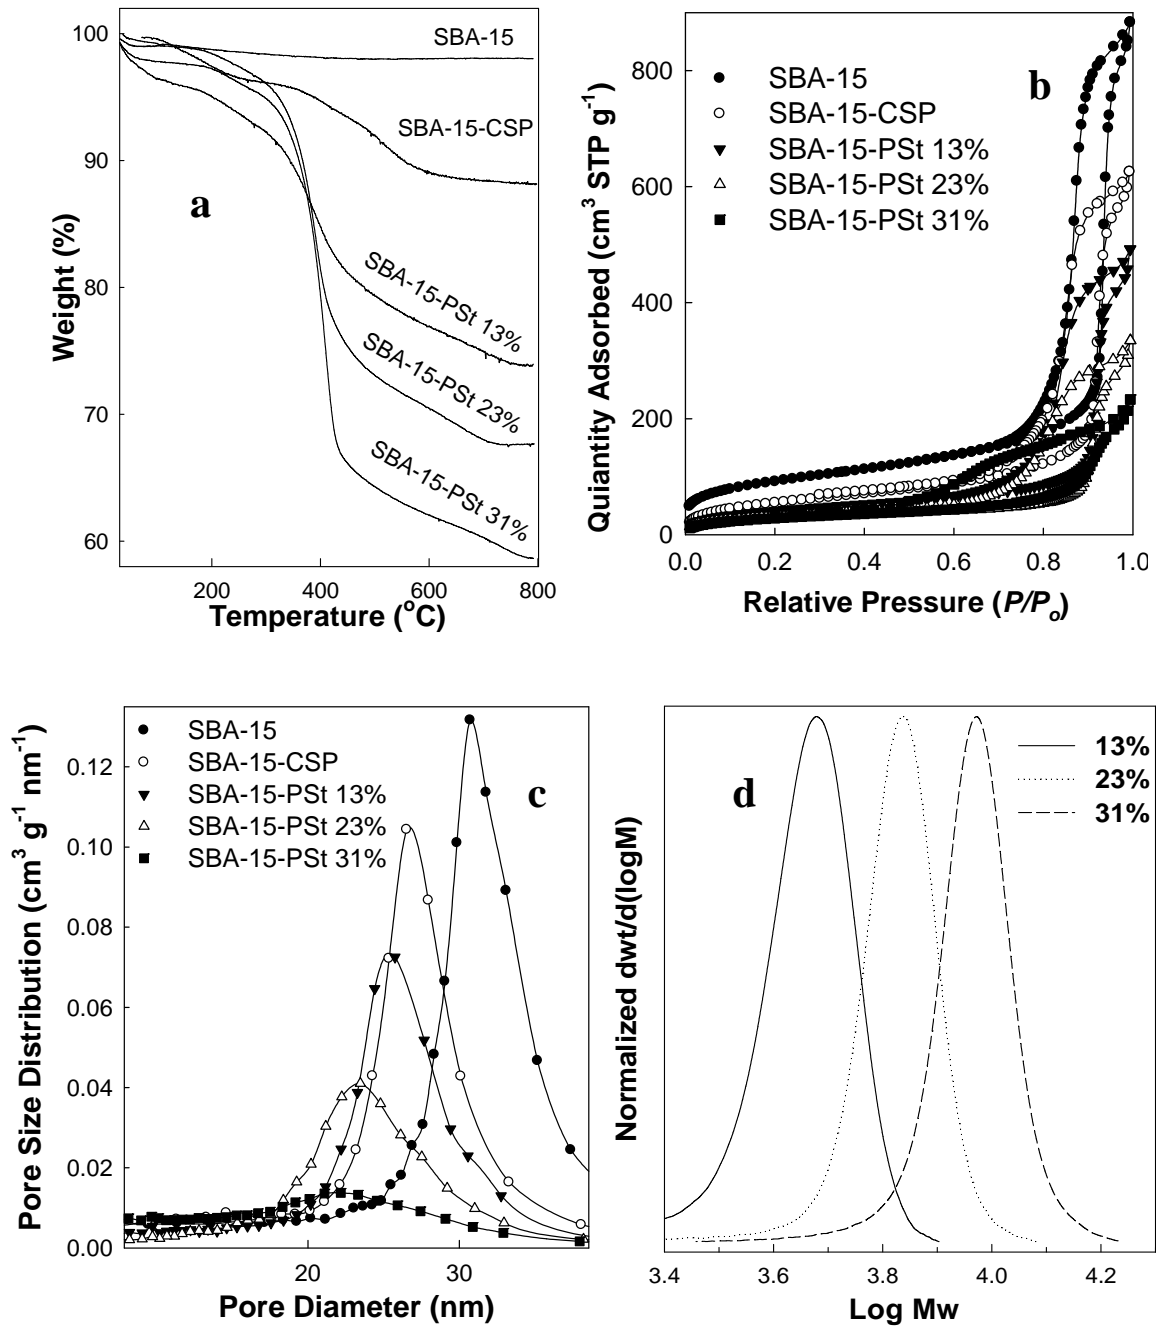 100
90
80
70
60
Weight (%)
SBA-15
SBA-15-CSP
a
SBA-15-PSt 13%
SBA-15-PSt 23%
SBA-15-PSt 31%
200 400 600 800
Temperature (°C)
800
600
400
200
0
Quiantity Adsorbed (cm³ STP g⁻¹)
SBA-15
SBA-15-CSP
SBA-15-PSt 13%
SBA-15-PSt 23%
SBA-15-PSt 31%
b
0.0 0.2 0.4 0.6 0.8 1.0
Relative Pressure (P/Pₒ)
0.12
0.10
0.08
0.06
0.04
0.02
0.00
Pore Size Distribution (cm³ g⁻¹ nm⁻¹)
SBA-15
SBA-15-CSP
SBA-15-PSt 13%
SBA-15-PSt 23%
SBA-15-PSt 31%
c
20 30
Pore Diameter (nm)
Normalized dwt/d(logM)
d
13%
23%
31%
3.4 3.6 3.8 4.0 4.2
Log Mw